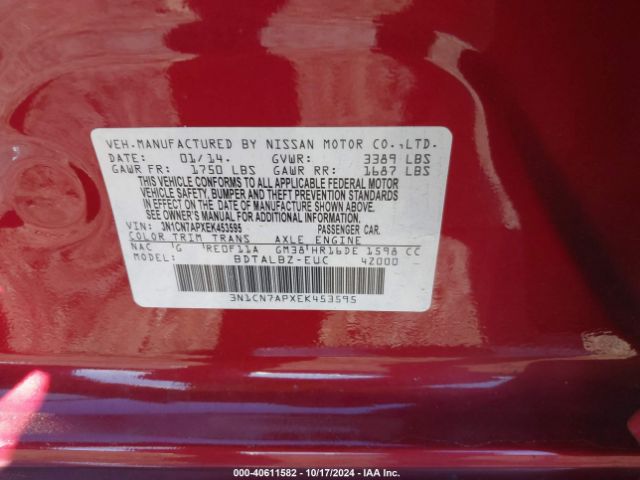 VEH.MANUFACTURED BY NISSAN MOTOR CO.,LTD.
DATE: 01/14. GVWR: 3389 LBS
GAWR FR: 1750 LBS GAWR RR: 1687 LBS
THIS VEHICLE CONFORMS TO ALL APPLICABLE FEDERAL MOTOR
VEHICLE SAFETY, BUMPER AND THEFT PREVENTION STANDARDS
IN EFFECT ON THE DATE OF MANUFACTURE SHOWN ABOVE.
SEE OWNER'S MANUAL FOR ADDITIONAL INFORMATION.
VIN: 3N1CN7APXEK453595 PASSENGER CAR.
COLOR TRIM TRANS AXLE ENGINE
NAC G RE0F11A GM38 HR16DE 1598 CC
MODEL: BDTALBZ-EUC 42000
3N1CN7APXEK453595
000-40611582 - 10/17/2024 - IAA Inc.